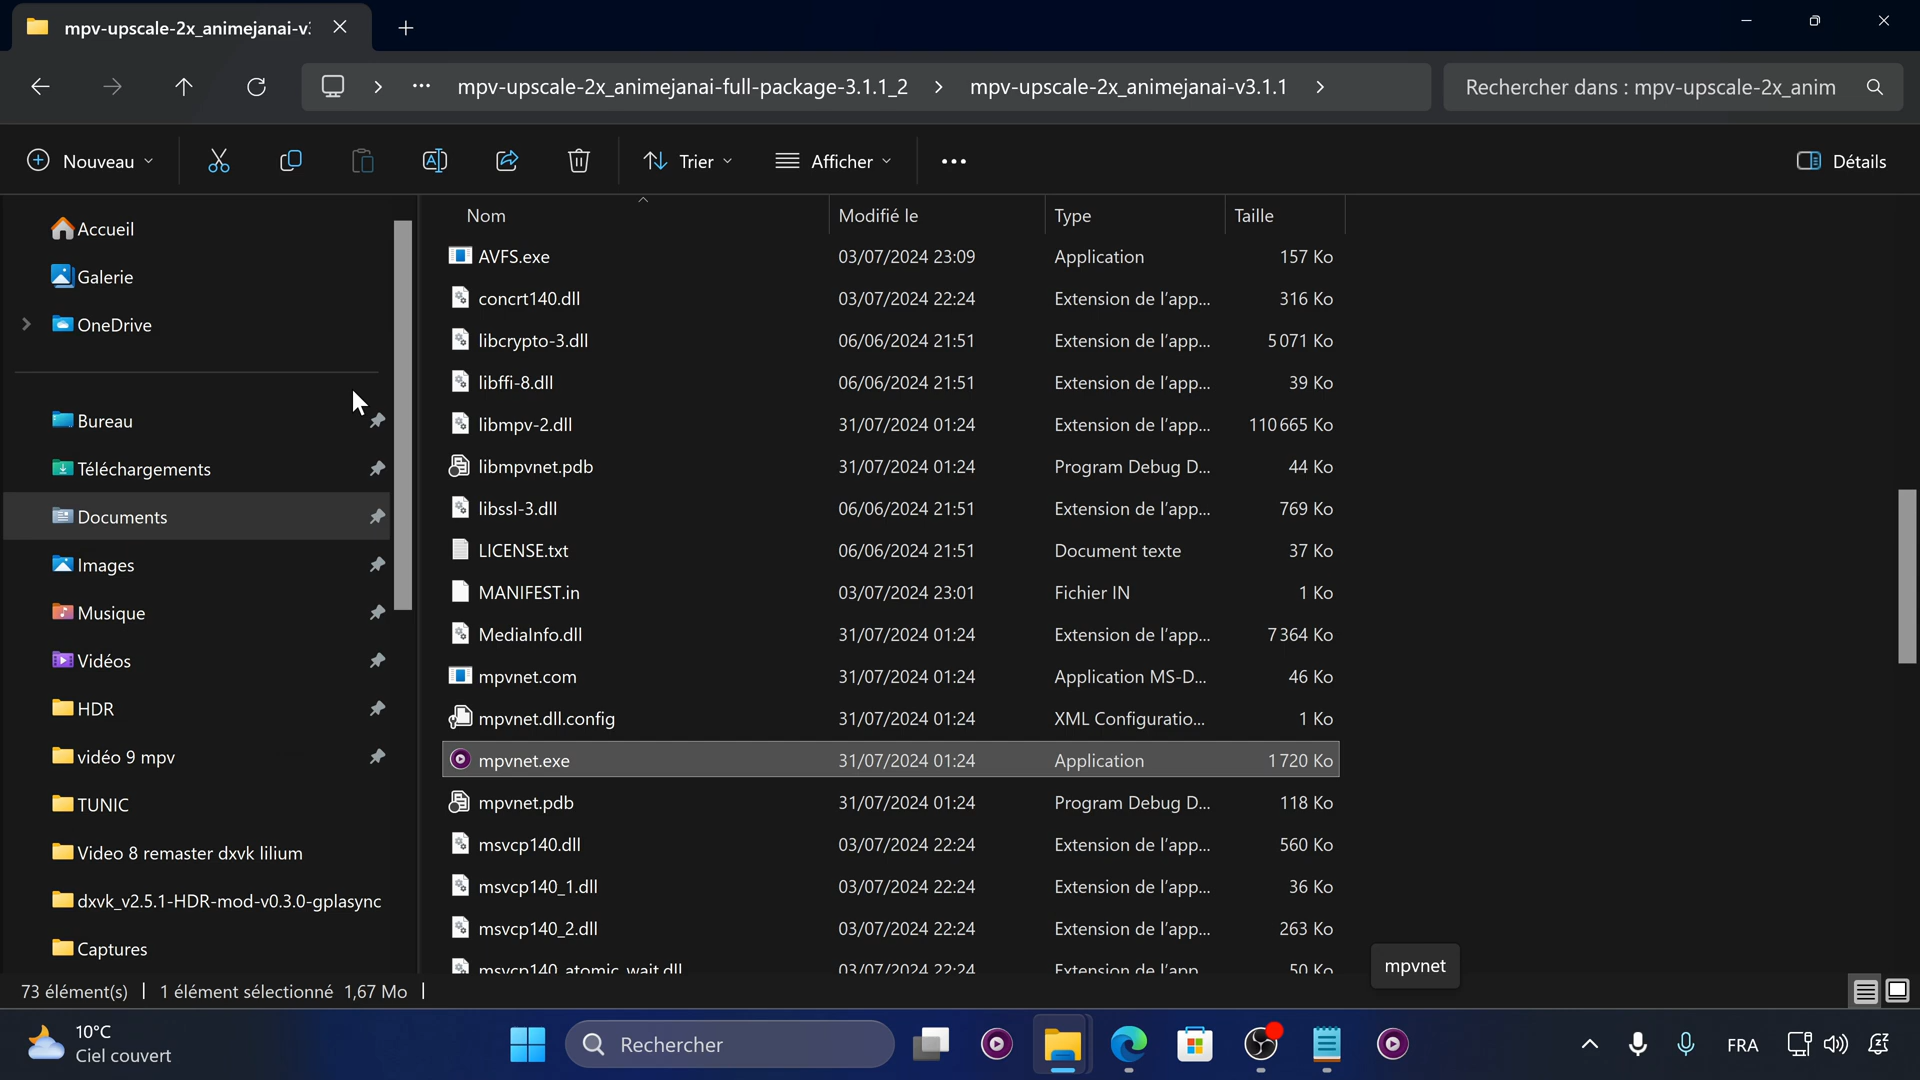 mpv-upscale-2x_animejanai-v3
mpv-upscale-2x_animejanai-full-package-3.1.1_2
mpv-upscale-2x_animejanai-v3.1.1
Rechercher dans : mpv-upscale-2x_anim
Nouveau
Trier
Afficher
Détails
Accueil
Galerie
OneDrive
Bureau
Téléchargements
Documents
Images
Musique
Vidéos
HDR
vidéo 9 mpv
TUNIC
Video 8 remaster dxvk lilium
dxvk_v2.5.1-HDR-mod-v0.3.0-gplasync
Captures
Nom Modifié le Type Taille
AVFS.exe 03/07/2024 23:09 Application 157 Ko
concrt140.dll 03/07/2024 22:24 Extension de l'app... 316 Ko
libcrypto-3.dll 06/06/2024 21:51 Extension de l'app... 5 071 Ko
libffi-8.dll 06/06/2024 21:51 Extension de l'app... 39 Ko
libmpv-2.dll 31/07/2024 01:24 Extension de l'app... 110 665 Ko
libmpvnet.pdb 31/07/2024 01:24 Program Debug D... 44 Ko
libssl-3.dll 06/06/2024 21:51 Extension de l'app... 769 Ko
LICENSE.txt 06/06/2024 21:51 Document texte 37 Ko
MANIFEST.in 03/07/2024 23:01 Fichier IN 1 Ko
MediaInfo.dll 31/07/2024 01:24 Extension de l'app... 7 364 Ko
mpvnet.com 31/07/2024 01:24 Application MS-D... 46 Ko
mpvnet.dll.config 31/07/2024 01:24 XML Configuratio... 1 Ko
mpvnet.exe 31/07/2024 01:24 Application 1 720 Ko
mpvnet.pdb 31/07/2024 01:24 Program Debug D... 118 Ko
msvcp140.dll 03/07/2024 22:24 Extension de l'app... 560 Ko
msvcp140_1.dll 03/07/2024 22:24 Extension de l'app... 36 Ko
msvcp140_2.dll 03/07/2024 22:24 Extension de l'app... 263 Ko
msvcp140_atomic_wait.dll 03/07/2024 22:24 Extension de l'app... 50 Ko
mpvnet
73 élément(s) 1 élément sélectionné 1,67 Mo
10°C
Ciel couvert
Rechercher
FRA